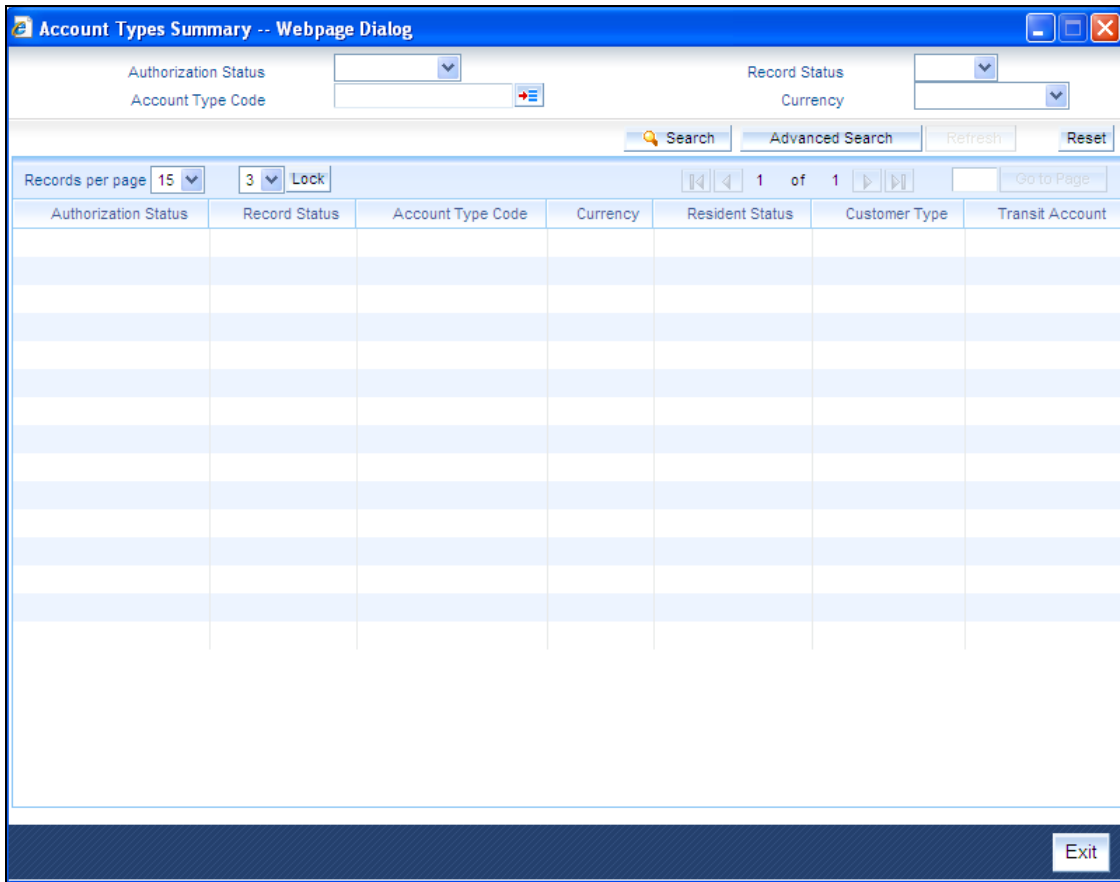 Account Types Summary -- Webpage Dialog
Authorization Status Record Status
Account Type Code Currency
Search Advanced Search Refresh Reset
Records per page 15 3 Lock 1 of 1 Go to Page
Authorization Status Record Status Account Type Code Currency Resident Status Customer Type Transit Account
Exit